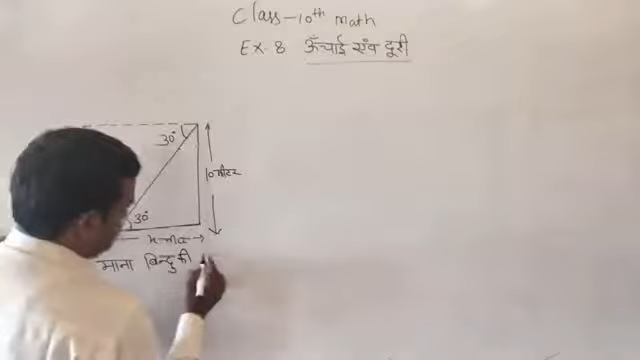 Class-10th math
Ex-8 ऊँचाई एवं दूरी
30°
10 मीटर
30°
माना बिन्दु की